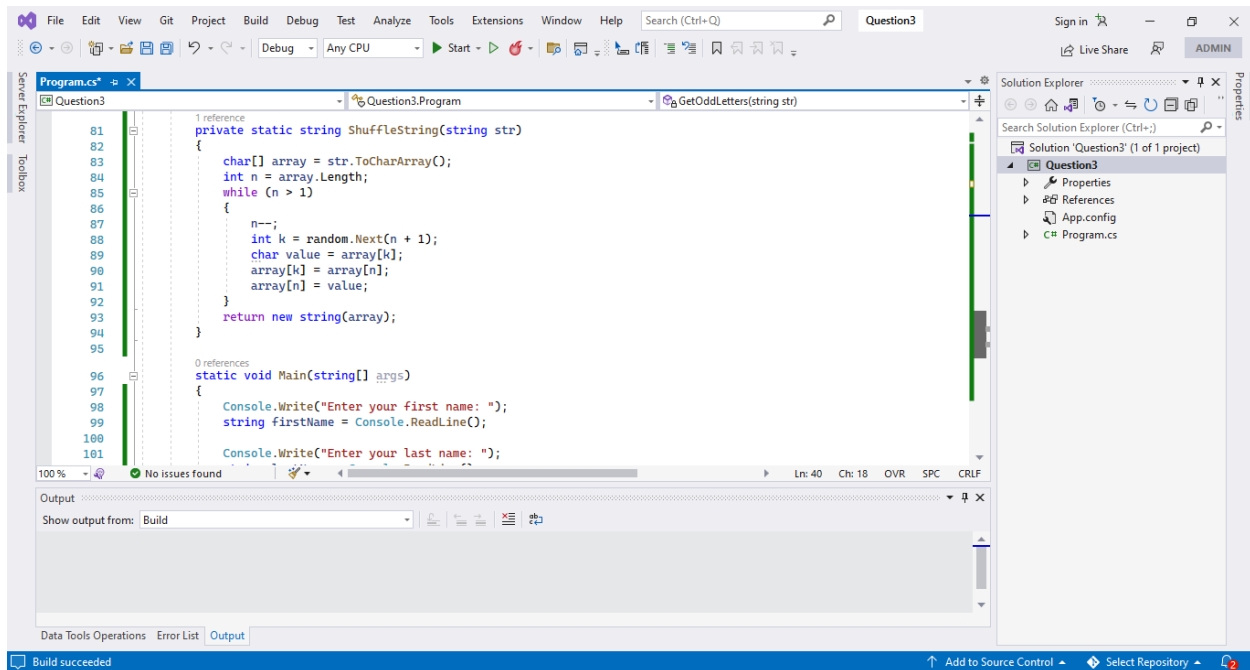 File Edit View Git Project Build Debug Test Analyze Tools Extensions Window Help Search (Ctrl+Q) Question3 Sign in
Debug Any CPU Start Live Share ADMIN
Server Explorer
Toolbox
Program.cs*
C# Question3 Question3.Program GetOddLetters(string str)
1 reference
81 private static string ShuffleString(string str)
82 {
83 char[] array = str.ToCharArray();
84 int n = array.Length;
85 while (n > 1)
86 {
87 n--;
88 int k = random.Next(n + 1);
89 char value = array[k];
90 array[k] = array[n];
91 array[n] = value;
92 }
93 return new string(array);
94 }
95
0 references
96 static void Main(string[] args)
97 {
98 Console.Write("Enter your first name: ");
99 string firstName = Console.ReadLine();
100
101 Console.Write("Enter your last name: ");
100 % No issues found Ln: 40 Ch: 18 OVR SPC CRLF
Output
Show output from: Build
Data Tools Operations Error List Output
Solution Explorer
Search Solution Explorer (Ctrl+;)
Solution 'Question3' (1 of 1 project)
C# Question3
Properties
References
App.config
C# Program.cs
Properties
Build succeeded Add to Source Control Select Repository 2